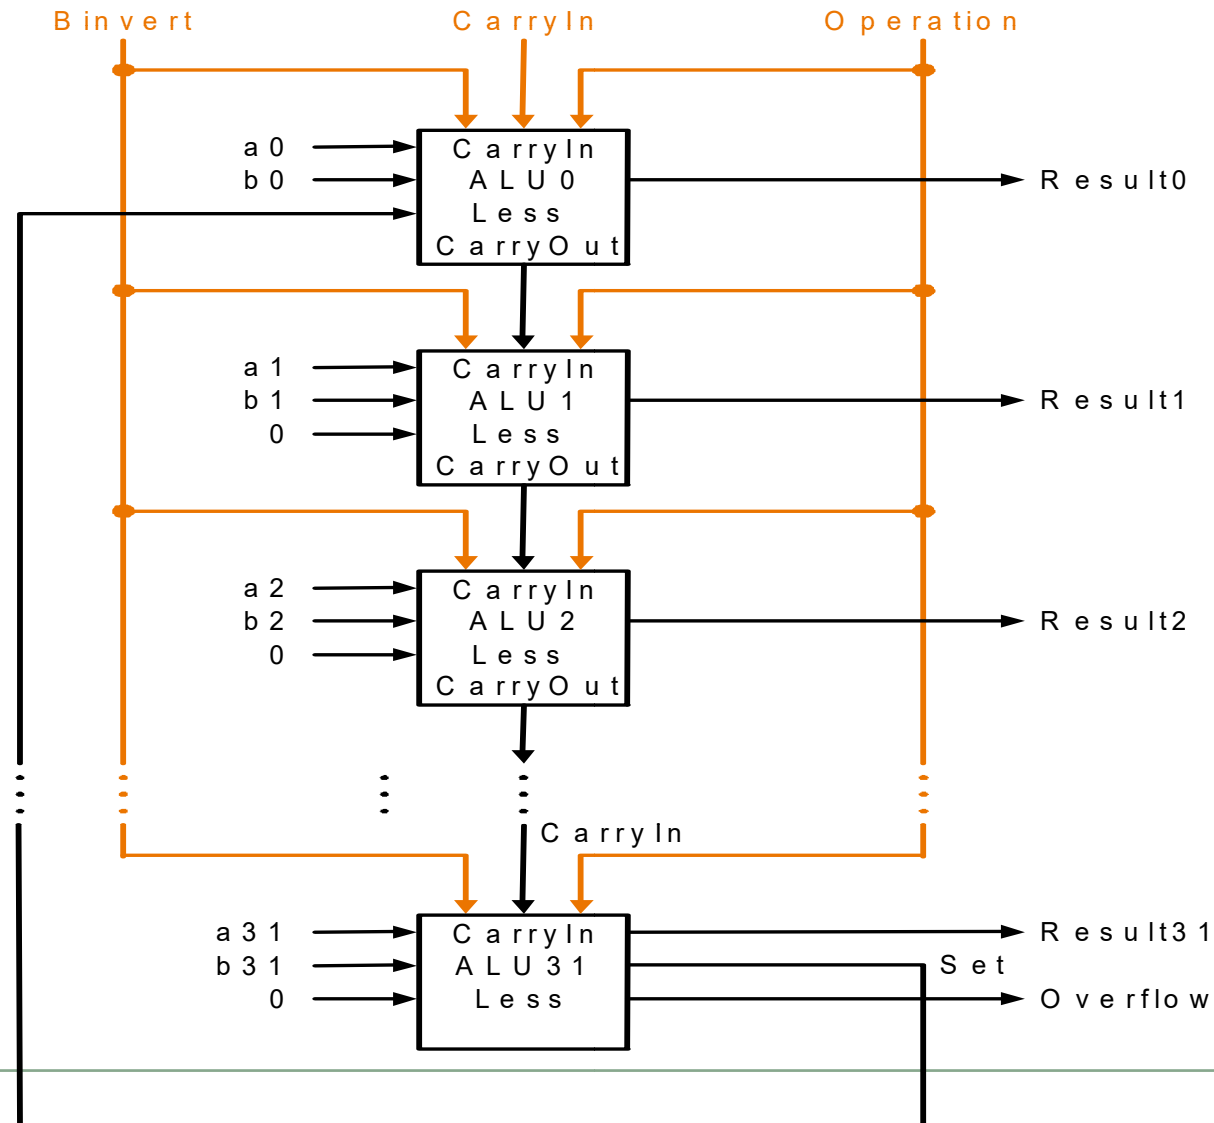 Binvert CarryIn Operation
a0 CarryIn
b0 ALU0 Result0
Less
CarryOut
a1 CarryIn
b1 ALU1 Result1
0 Less
CarryOut
a2 CarryIn
b2 ALU2 Result2
0 Less
CarryOut
CarryIn
a31 CarryIn Result31
b31 ALU31 Set
0 Less Overflow